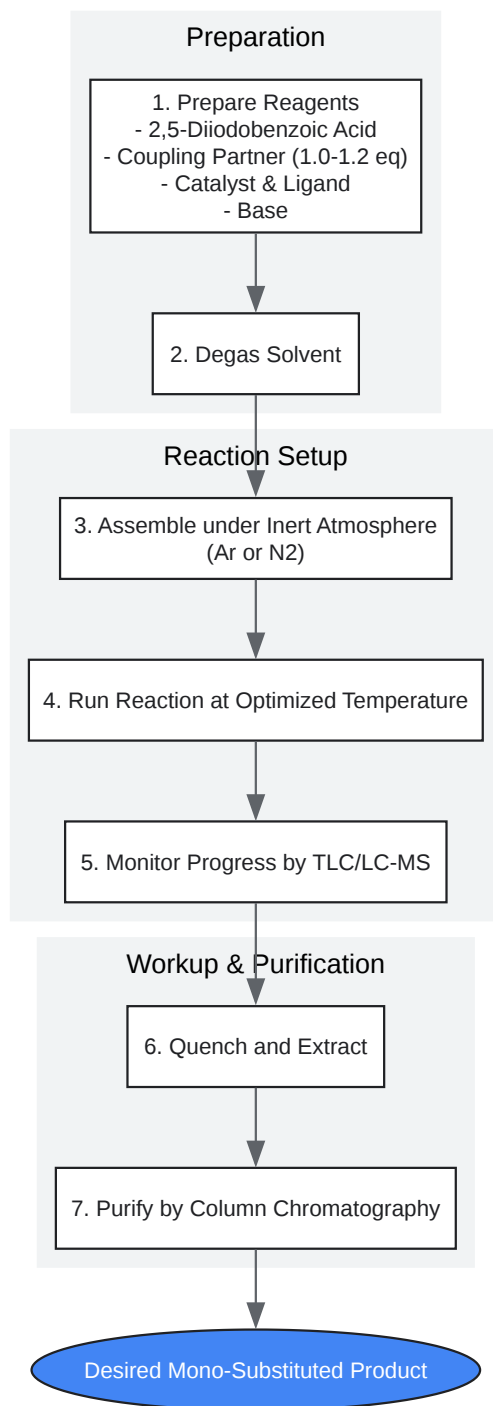 Preparation
1. Prepare Reagents
- 2,5-Diiodobenzoic Acid
- Coupling Partner (1.0-1.2 eq)
- Catalyst & Ligand
- Base
2. Degas Solvent
Reaction Setup
3. Assemble under Inert Atmosphere
(Ar or N2)
4. Run Reaction at Optimized Temperature
5. Monitor Progress by TLC/LC-MS
Workup & Purification
6. Quench and Extract
7. Purify by Column Chromatography
Desired Mono-Substituted Product